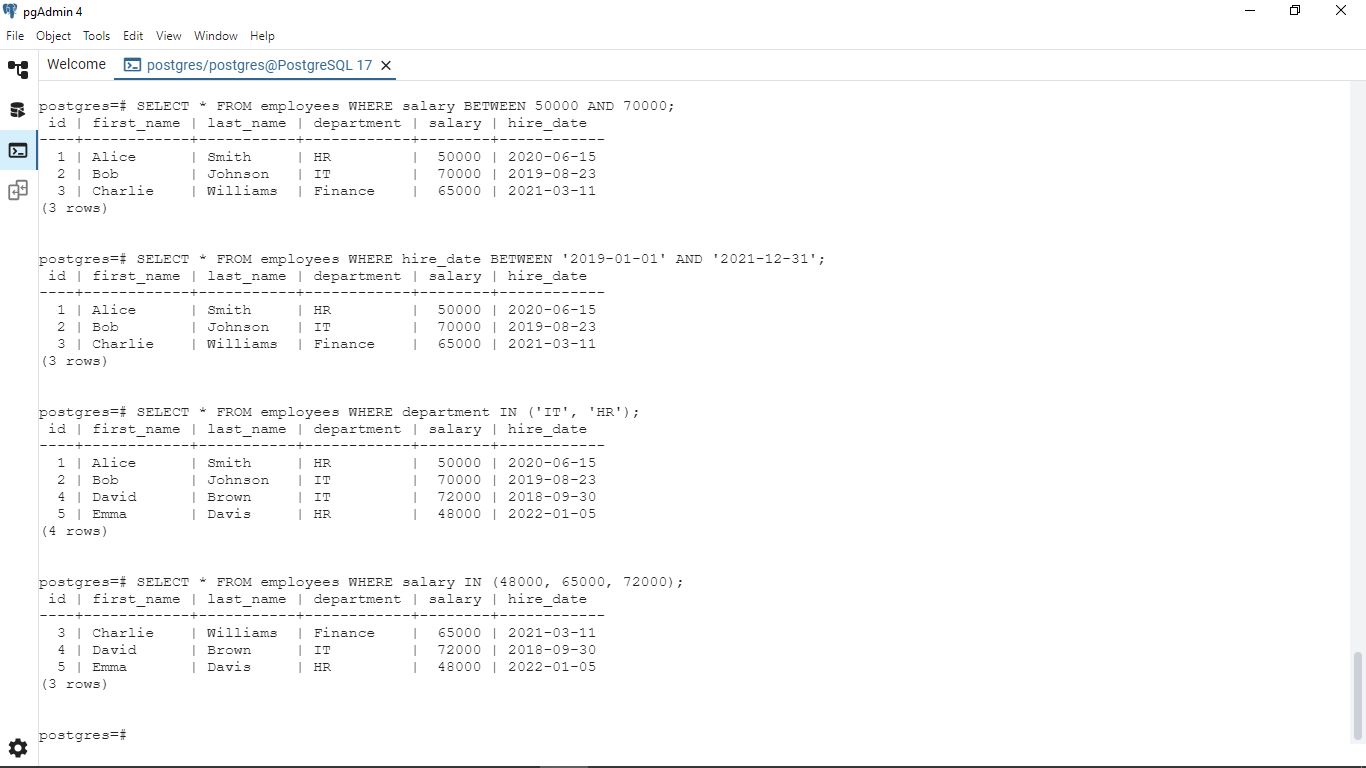 pgAdmin 4
File Object Tools Edit View Window Help
Welcome postgres/postgres@PostgreSQL 17
postgres=# SELECT * FROM employees WHERE salary BETWEEN 50000 AND 70000;
 id | first_name | last_name | department | salary | hire_date
----+------------+-----------+------------+--------+------------
  1 | Alice      | Smith     | HR         |  50000 | 2020-06-15
  2 | Bob        | Johnson   | IT         |  70000 | 2019-08-23
  3 | Charlie    | Williams  | Finance    |  65000 | 2021-03-11
(3 rows)
postgres=# SELECT * FROM employees WHERE hire_date BETWEEN '2019-01-01' AND '2021-12-31';
 id | first_name | last_name | department | salary | hire_date
----+------------+-----------+------------+--------+------------
  1 | Alice      | Smith     | HR         |  50000 | 2020-06-15
  2 | Bob        | Johnson   | IT         |  70000 | 2019-08-23
  3 | Charlie    | Williams  | Finance    |  65000 | 2021-03-11
(3 rows)
postgres=# SELECT * FROM employees WHERE department IN ('IT', 'HR');
 id | first_name | last_name | department | salary | hire_date
----+------------+-----------+------------+--------+------------
  1 | Alice      | Smith     | HR         |  50000 | 2020-06-15
  2 | Bob        | Johnson   | IT         |  70000 | 2019-08-23
  4 | David      | Brown     | IT         |  72000 | 2018-09-30
  5 | Emma       | Davis     | HR         |  48000 | 2022-01-05
(4 rows)
postgres=# SELECT * FROM employees WHERE salary IN (48000, 65000, 72000);
 id | first_name | last_name | department | salary | hire_date
----+------------+-----------+------------+--------+------------
  3 | Charlie    | Williams  | Finance    |  65000 | 2021-03-11
  4 | David      | Brown     | IT         |  72000 | 2018-09-30
  5 | Emma       | Davis     | HR         |  48000 | 2022-01-05
(3 rows)
postgres=#